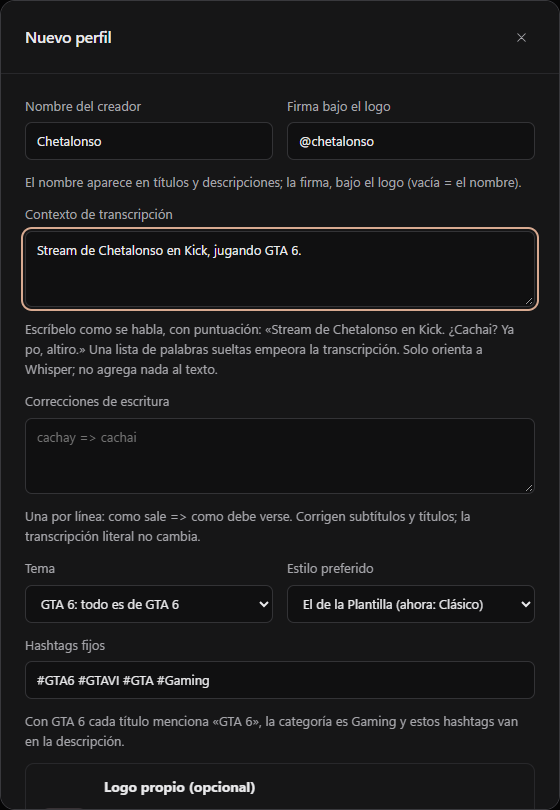 Nuevo perfil
×
Nombre del creador
Firma bajo el logo
Chetalonso
@chetalonso
El nombre aparece en títulos y descripciones; la firma, bajo el logo (vacía = el nombre).
Contexto de transcripción
Stream de Chetalonso en Kick, jugando GTA 6.
Escríbelo como se habla, con puntuación: «Stream de Chetalonso en Kick. ¿Cachai? Ya
po, altiro.» Una lista de palabras sueltas empeora la transcripción. Solo orienta a
Whisper; no agrega nada al texto.
Correcciones de escritura
cachay => cachai
Una por línea: como sale => como debe verse. Corrigen subtítulos y títulos; la
transcripción literal no cambia.
Tema
Estilo preferido
GTA 6: todo es de GTA 6
El de la Plantilla (ahora: Clásico)
Hashtags fijos
#GTA6 #GTAVI #GTA #Gaming
Con GTA 6 cada título menciona «GTA 6», la categoría es Gaming y estos hashtags van
en la descripción.
Logo propio (opcional)